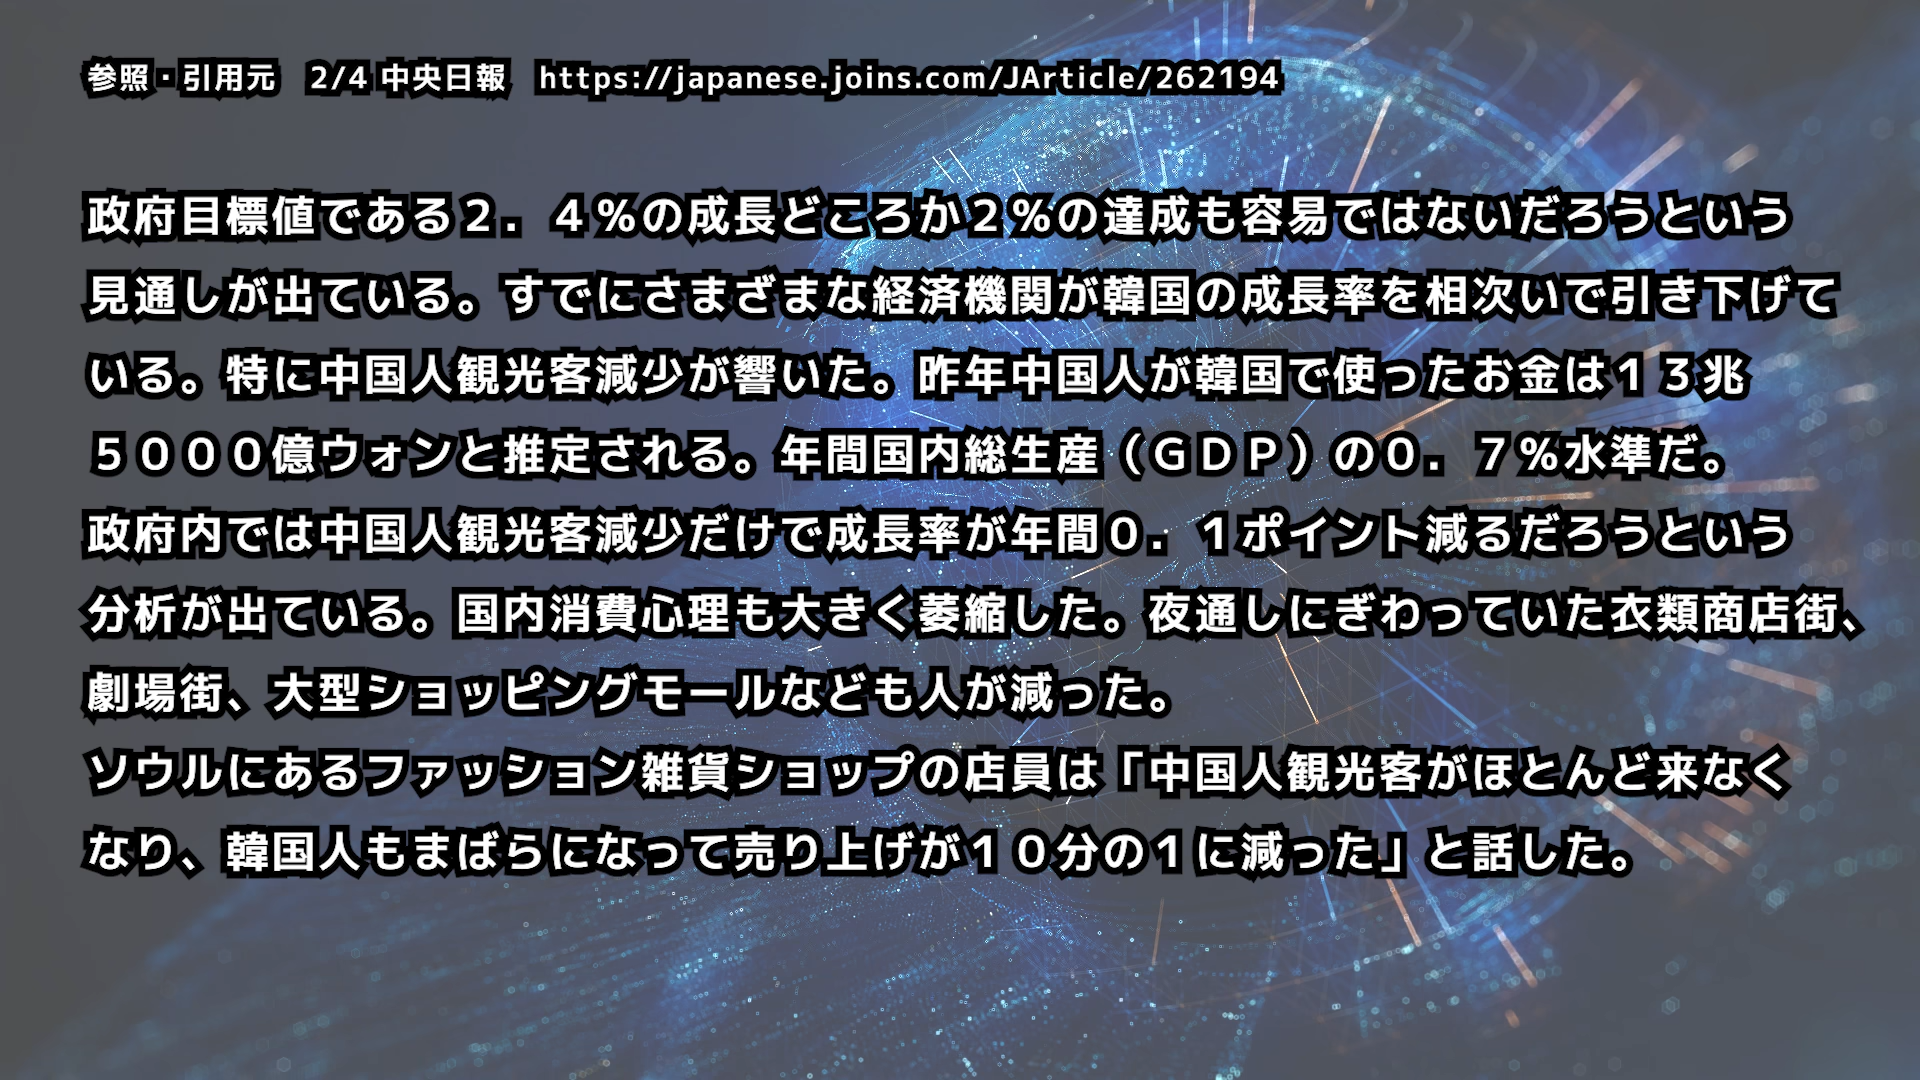 参照・引用元　2/4 中央日報　https://japanese.joins.com/JArticle/262194
政府目標値である２．４％の成長どころか２％の達成も容易ではないだろうという
見通しが出ている。すでにさまざまな経済機関が韓国の成長率を相次いで引き下げて
いる。特に中国人観光客減少が響いた。昨年中国人が韓国で使ったお金は１３兆
５０００億ウォンと推定される。年間国内総生産（ＧＤＰ）の０．７％水準だ。
政府内では中国人観光客減少だけで成長率が年間０．１ポイント減るだろうという
分析が出ている。国内消費心理も大きく萎縮した。夜通しにぎわっていた衣類商店街、
劇場街、大型ショッピングモールなども人が減った。
ソウルにあるファッション雑貨ショップの店員は「中国人観光客がほとんど来なく
なり、韓国人もまばらになって売り上げが１０分の１に減った」と話した。